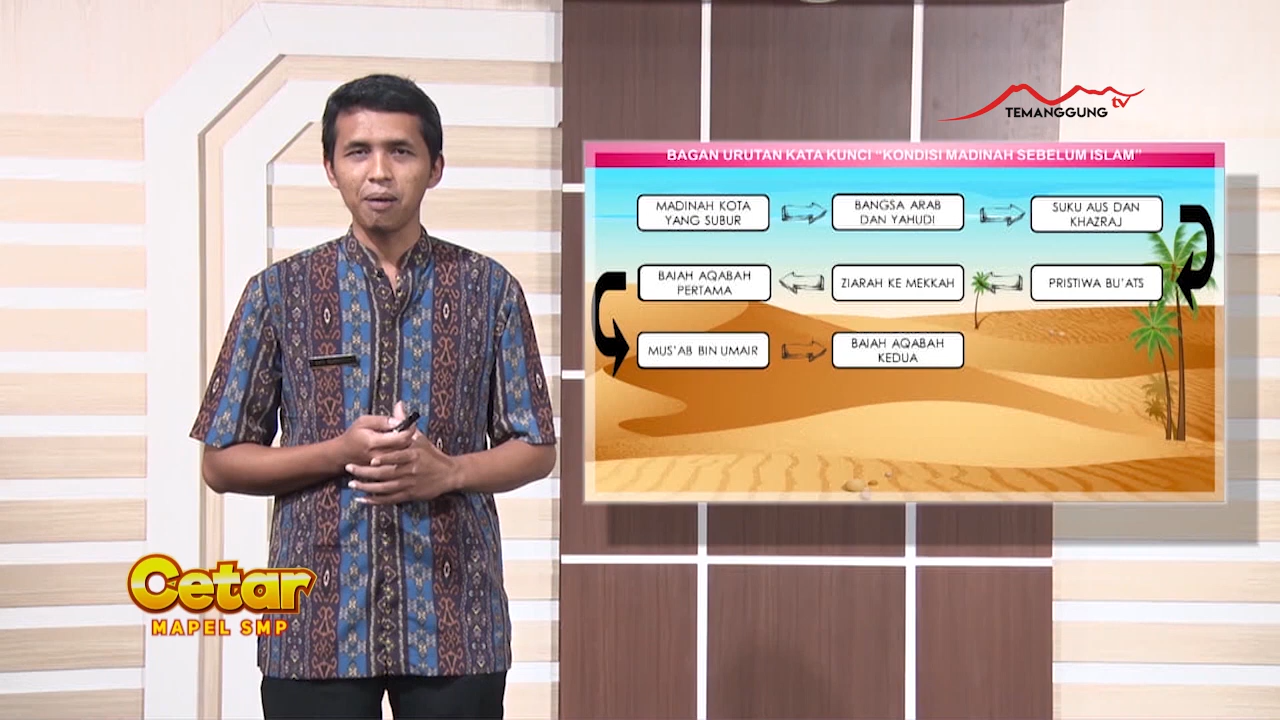 TEMANGGUNG
tv
BAGAN URUTAN KATA KUNCI “KONDISI MADINAH SEBELUM ISLAM”
MADINAH KOTA
YANG SUBUR
BANGSA ARAB
DAN YAHUDI
SUKU AUS DAN
KHAZRAJ
BAIAH AQABAH
PERTAMA
ZIARAH KE MEKKAH
PRISTIWA BU’ATS
MUS’AB BIN UMAIR
BAIAH AQABAH
KEDUA
Cetar
MAPEL SMP